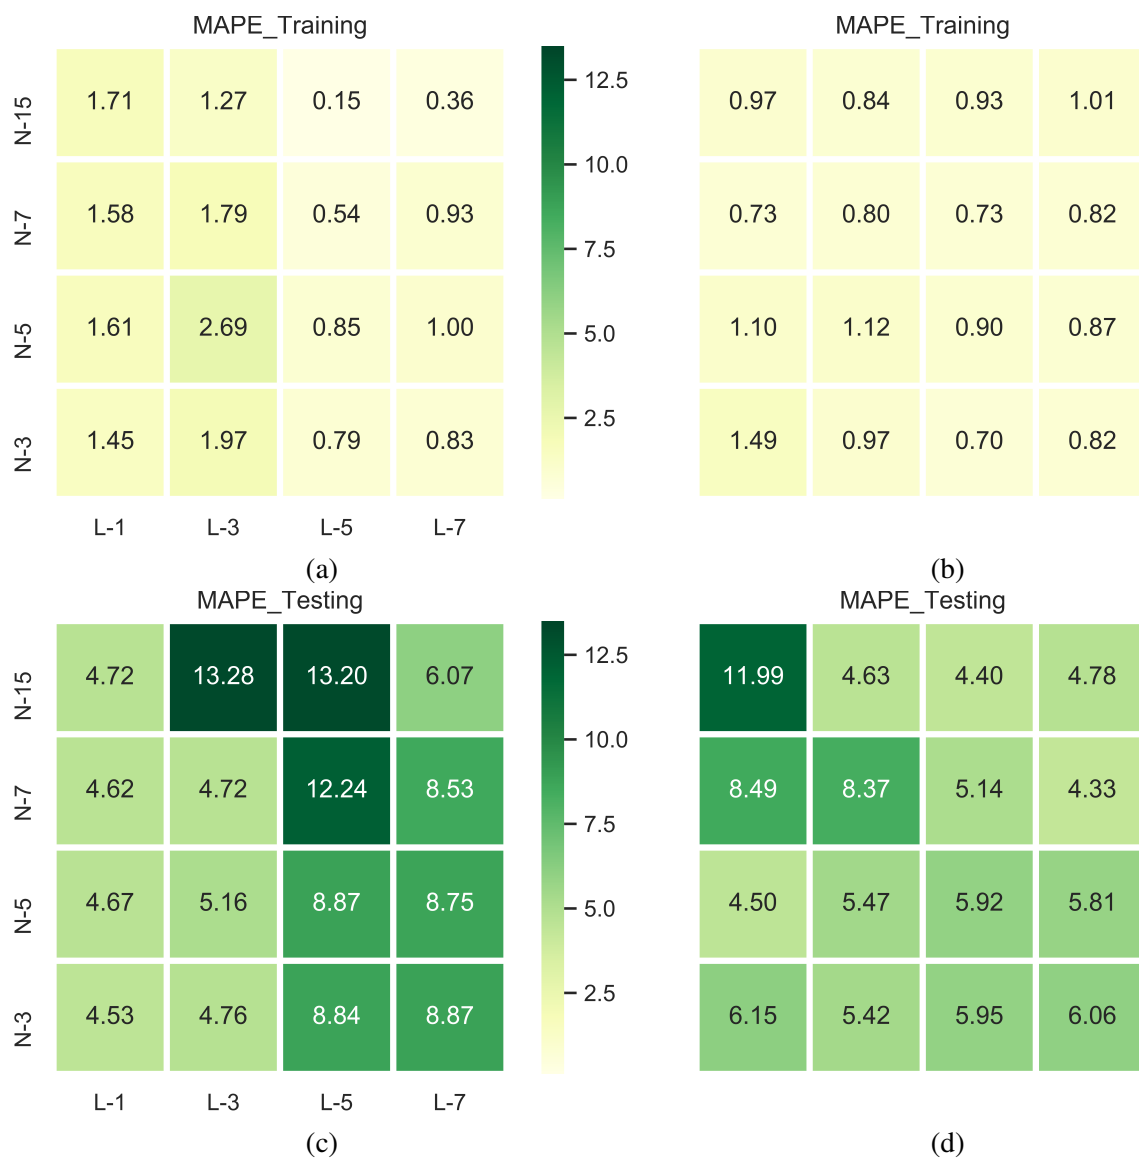 MAPE_Training
N-15 1.71 1.27 0.15 0.36
N-7 1.58 1.79 0.54 0.93
N-5 1.61 2.69 0.85 1.00
N-3 1.45 1.97 0.79 0.83
L-1 L-3 L-5 L-7
12.5
10.0
7.5
5.0
2.5
(a)
MAPE_Training
0.97 0.84 0.93 1.01
0.73 0.80 0.73 0.82
1.10 1.12 0.90 0.87
1.49 0.97 0.70 0.82
(b)
MAPE_Testing
N-15 4.72 13.28 13.20 6.07
N-7 4.62 4.72 12.24 8.53
N-5 4.67 5.16 8.87 8.75
N-3 4.53 4.76 8.84 8.87
L-1 L-3 L-5 L-7
12.5
10.0
7.5
5.0
2.5
(c)
MAPE_Testing
11.99 4.63 4.40 4.78
8.49 8.37 5.14 4.33
4.50 5.47 5.92 5.81
6.15 5.42 5.95 6.06
(d)